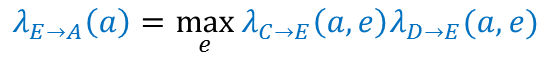 λ_{E→A}(a) = max_e λ_{C→E}(a, e)λ_{D→E}(a, e)